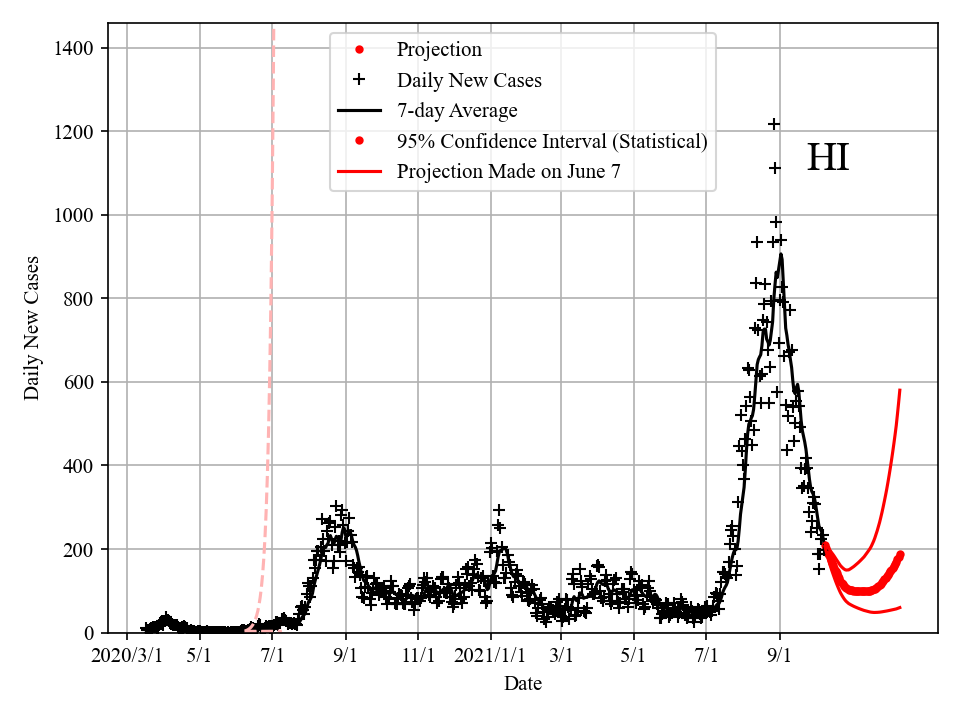 1400
1200
1000
800
600
400
200
0
Daily New Cases
Projection
Daily New Cases
7-day Average
95% Confidence Interval (Statistical)
Projection Made on June 7
HI
2020/3/1 5/1 7/1 9/1 11/1 2021/1/1 3/1 5/1 7/1 9/1
Date